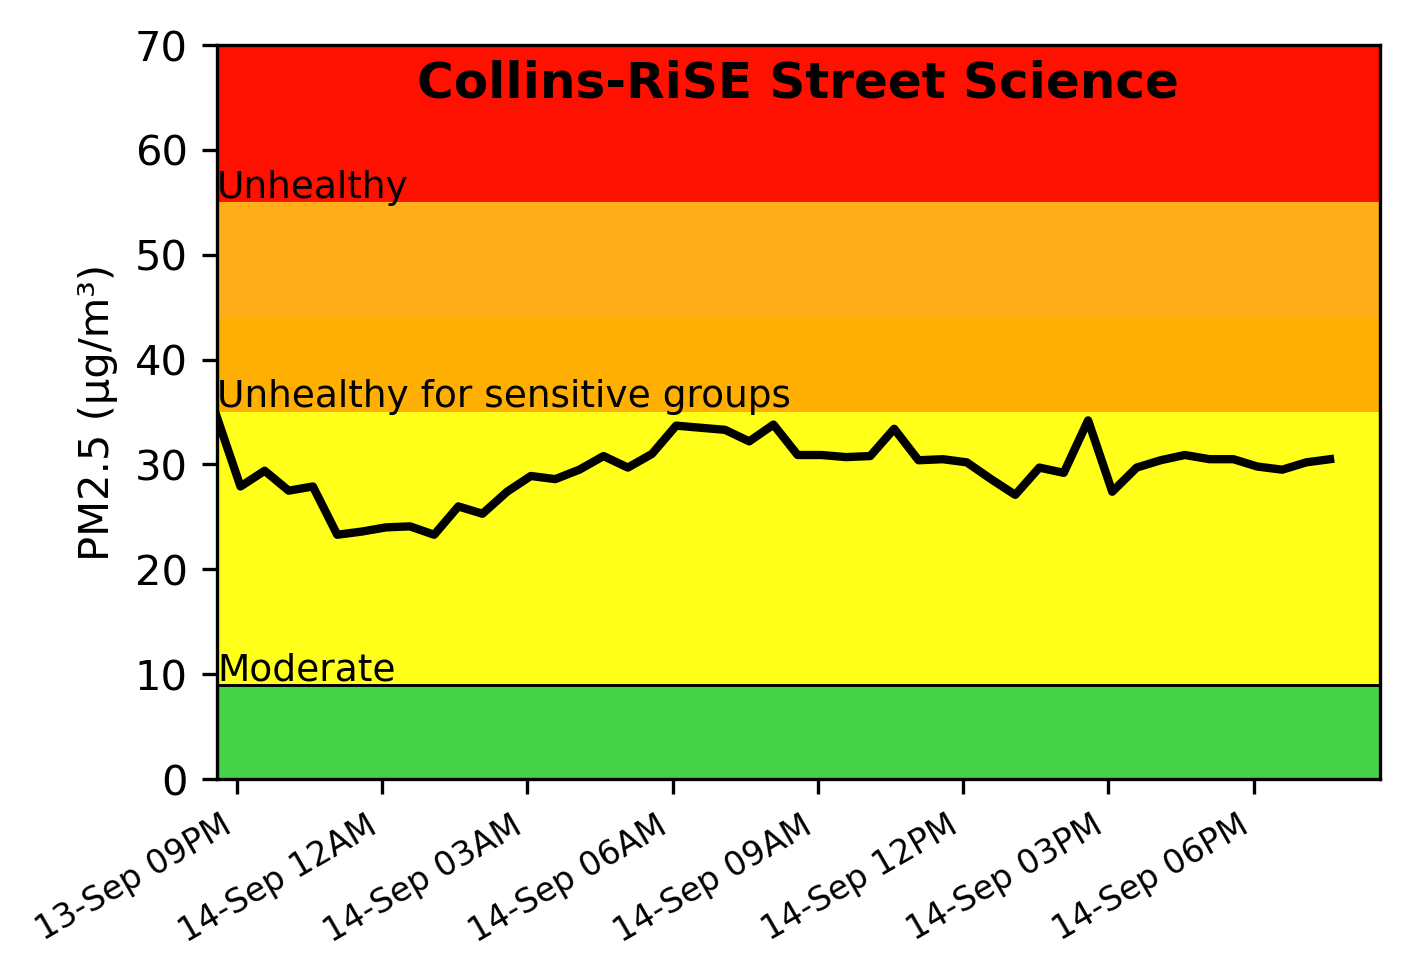 Collins-RiSE Street Science
PM2.5 (µg/m³)
70
60
Unhealthy
50
40
Unhealthy for sensitive groups
30
20
10
Moderate
0
13-Sep 09PM
14-Sep 12AM
14-Sep 03AM
14-Sep 06AM
14-Sep 09AM
14-Sep 12PM
14-Sep 03PM
14-Sep 06PM